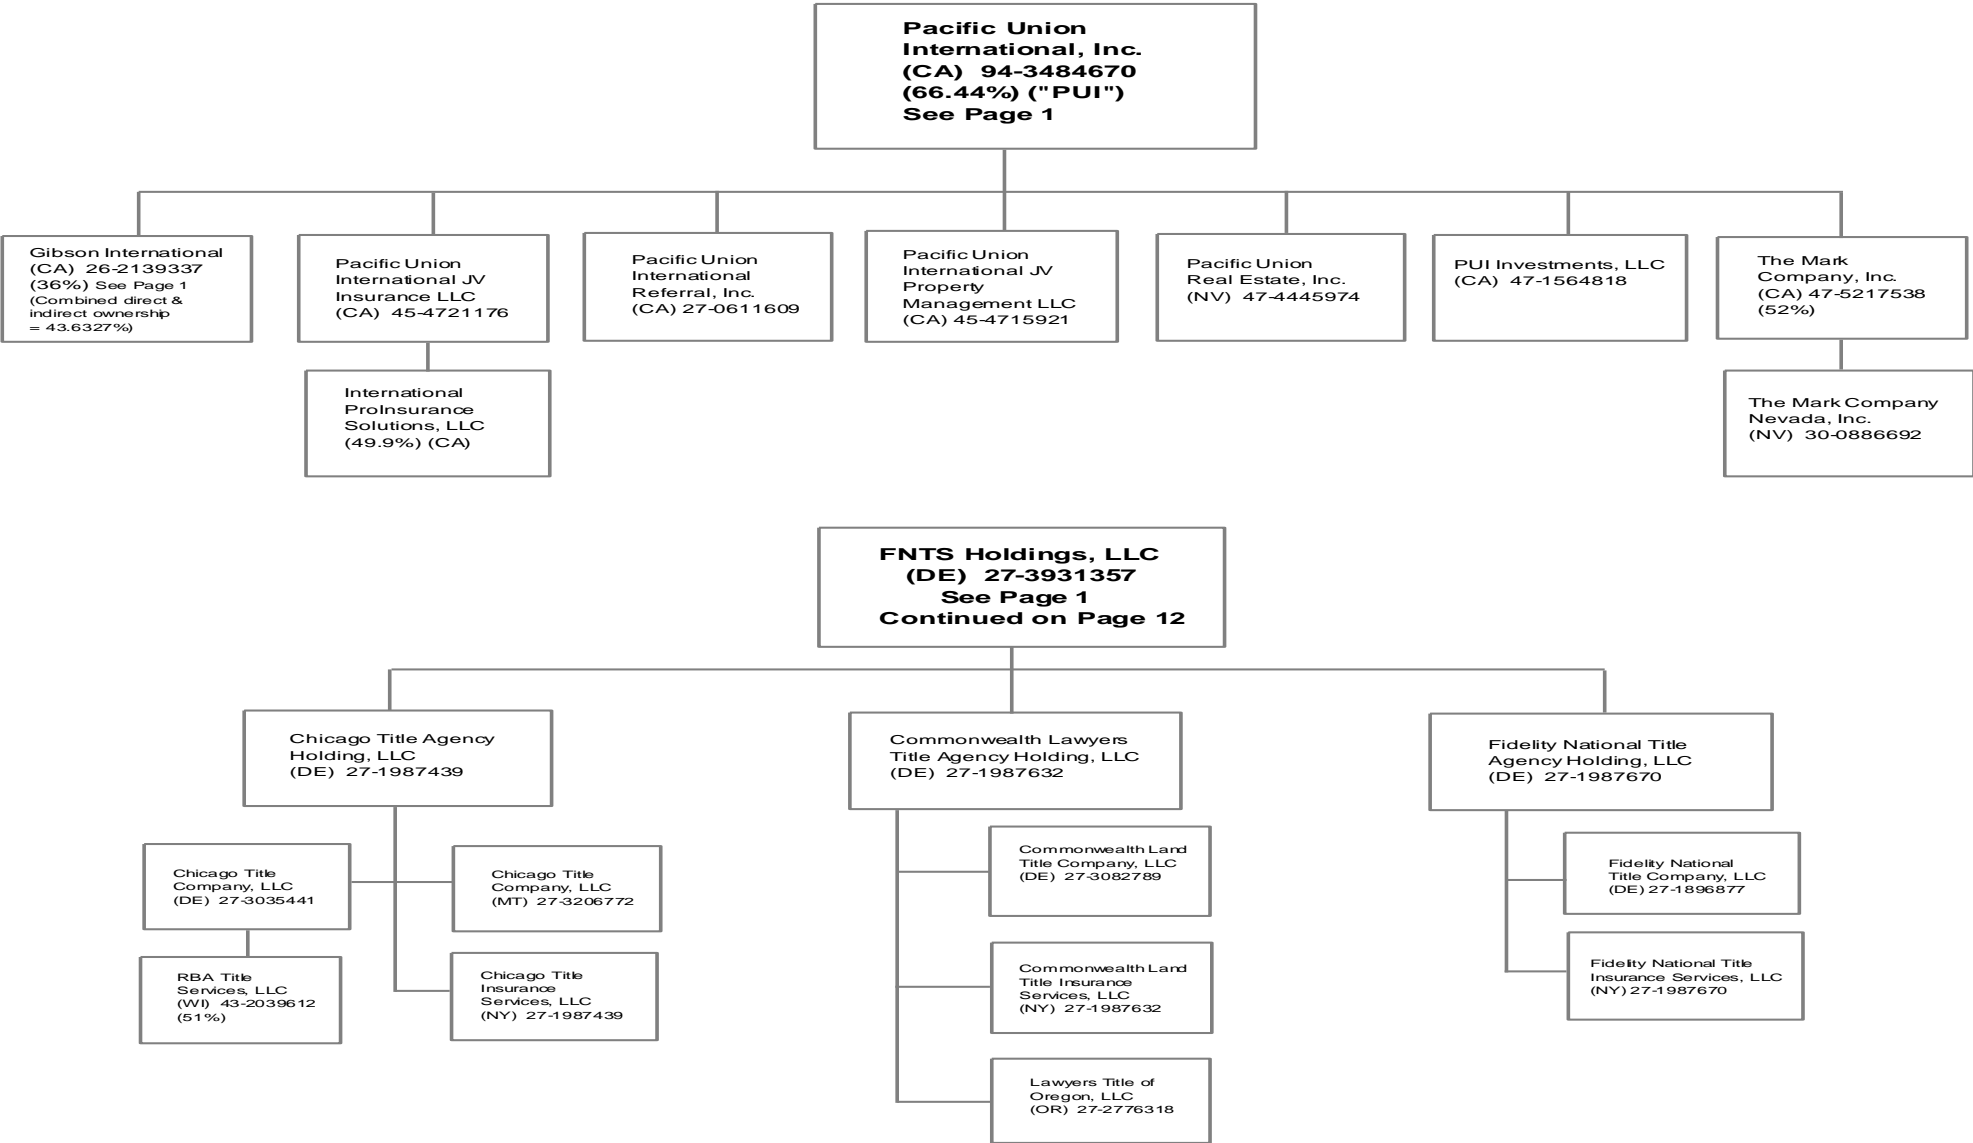 Pacific Union
International, Inc.
(CA) 94-3484670
(66.44%) ("PUI")
See Page 1
Gibson International
(CA) 26-2139337
(36%) See Page 1
(Combined direct &
indirect ownership
= 43.6327%)
Pacific Union
International JV
Insurance LLC
(CA) 45-4721176
Pacific Union
International
Referral, Inc.
(CA) 27-0611609
Pacific Union
International JV
Property
Management LLC
(CA) 45-4715921
Pacific Union
Real Estate, Inc.
(NV) 47-4445974
PUI Investments, LLC
(CA) 47-1564818
The Mark
Company, Inc.
(CA) 47-5217538
(52%)
International
ProInsurance
Solutions, LLC
(49.9%) (CA)
The Mark Company
Nevada, Inc.
(NV) 30-0886692
FNTS Holdings, LLC
(DE) 27-3931357
See Page 1
Continued on Page 12
Chicago Title Agency
Holding, LLC
(DE) 27-1987439
Commonwealth Lawyers
Title Agency Holding, LLC
(DE) 27-1987632
Fidelity National Title
Agency Holding, LLC
(DE) 27-1987670
Chicago Title
Company, LLC
(DE) 27-3035441
Chicago Title
Company, LLC
(MT) 27-3206772
RBA Title
Services, LLC
(WI) 43-2039612
(51%)
Chicago Title
Insurance
Services, LLC
(NY) 27-1987439
Commonwealth Land
Title Company, LLC
(DE) 27-3082789
Commonwealth Land
Title Insurance
Services, LLC
(NY) 27-1987632
Lawyers Title of
Oregon, LLC
(OR) 27-2776318
Fidelity National
Title Company, LLC
(DE) 27-1896877
Fidelity National Title
Insurance Services, LLC
(NY) 27-1987670